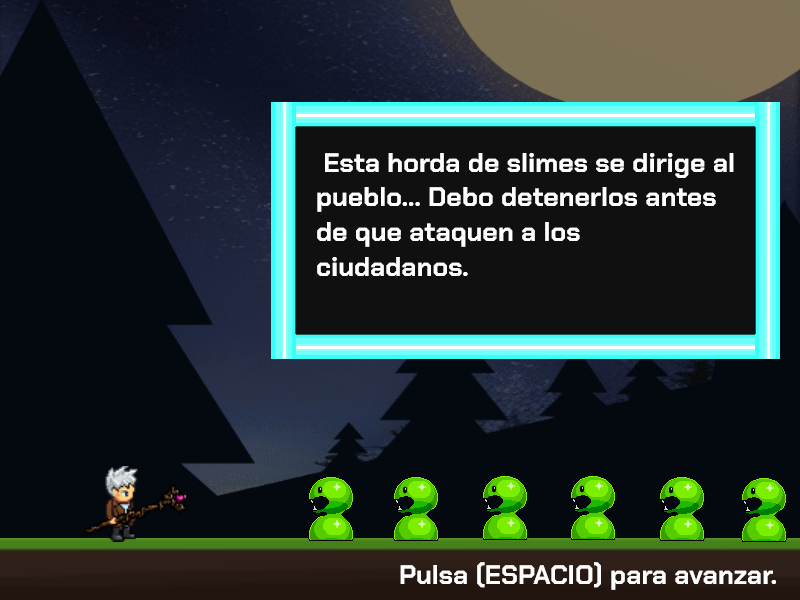 Esta horda de slimes se dirige al
pueblo... Debo detenerlos antes
de que ataquen a los
ciudadanos.
Pulsa (ESPACIO) para avanzar.